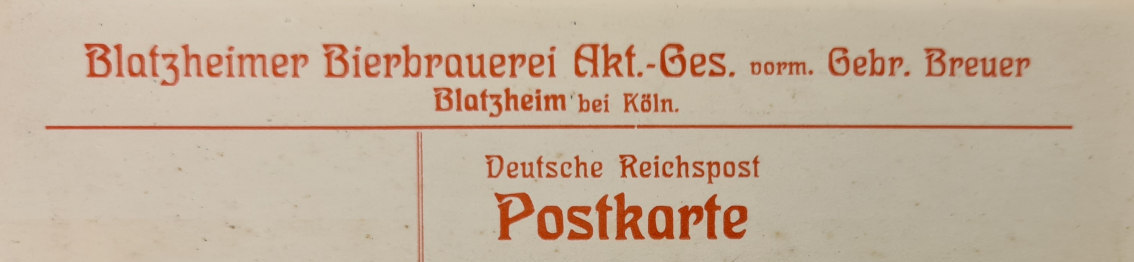 Blatzheimer Bierbrauerei Akt.-Ges. vorm. Gebr. Breuer
Blatzheim bei Köln.
Deutsche Reichspost
Postkarte